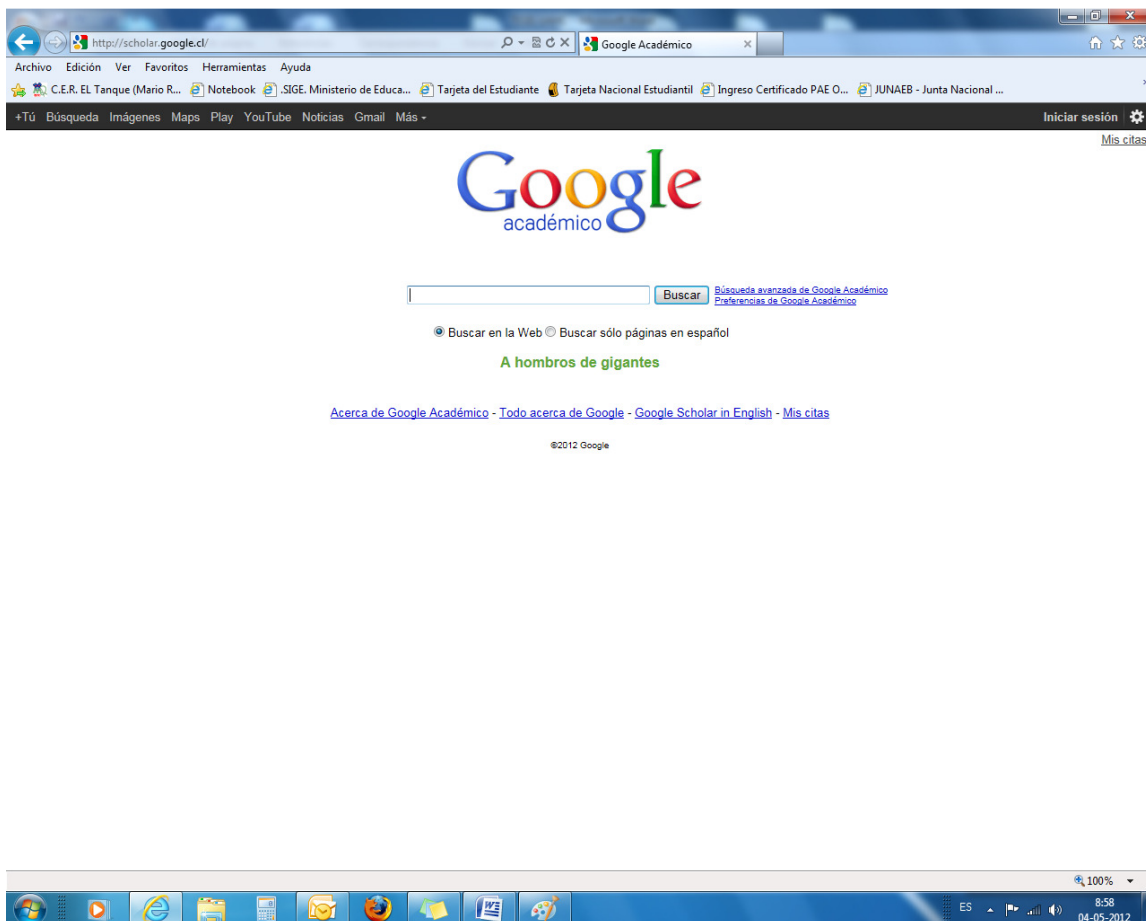 http://scholar.google.cl/
Google Académico
Archivo Edición Ver Favoritos Herramientas Ayuda
C.E.R. EL Tanque (Mario R... Notebook .SIGE. Ministerio de Educa... Tarjeta del Estudiante Tarjeta Nacional Estudiantil Ingreso Certificado PAE O... JUNAEB - Junta Nacional ...
+Tú Búsqueda Imágenes Maps Play YouTube Noticias Gmail Más Iniciar sesión
Mis citas
Google
académico
Buscar
Búsqueda avanzada de Google Académico
Preferencias de Google Académico
Buscar en la Web Buscar sólo páginas en español
A hombros de gigantes
Acerca de Google Académico - Todo acerca de Google - Google Scholar in English - Mis citas
©2012 Google
100%
ES 8:58
04-05-2012